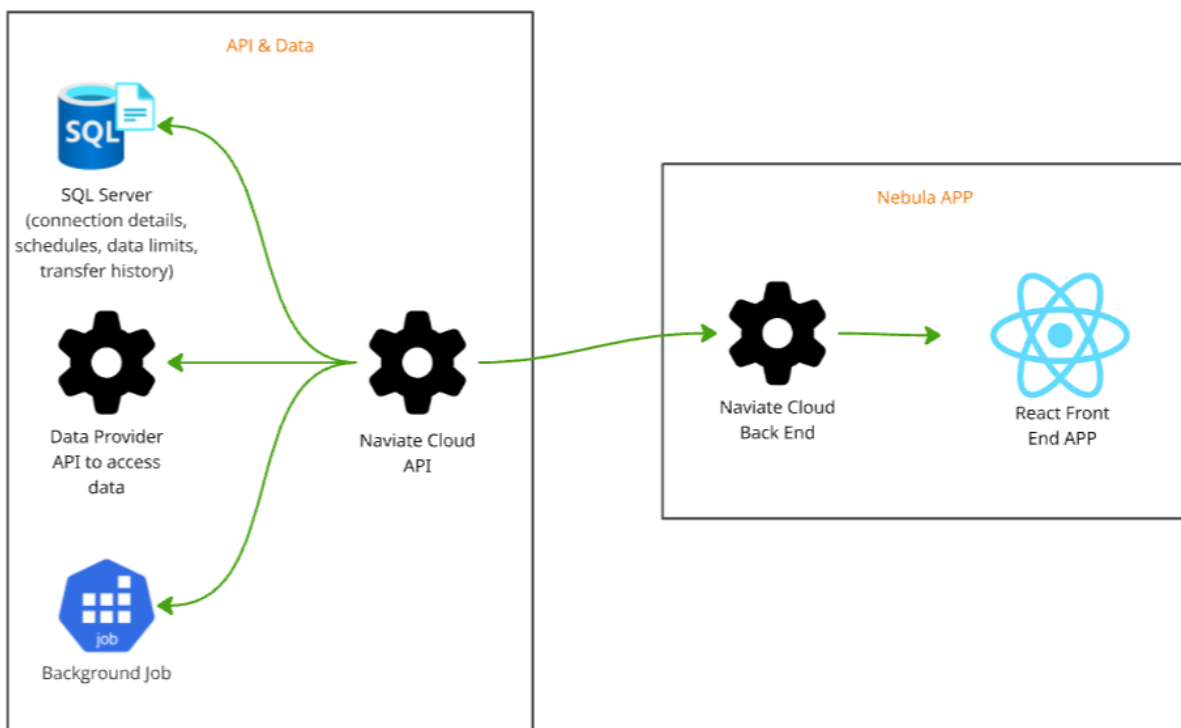 API & Data
SQL
SQL Server
(connection details,
schedules, data limits,
transfer history)
Data Provider
API to access
data
Naviate Cloud
API
job
Background Job
Nebula APP
Naviate Cloud
Back End
React Front
End APP